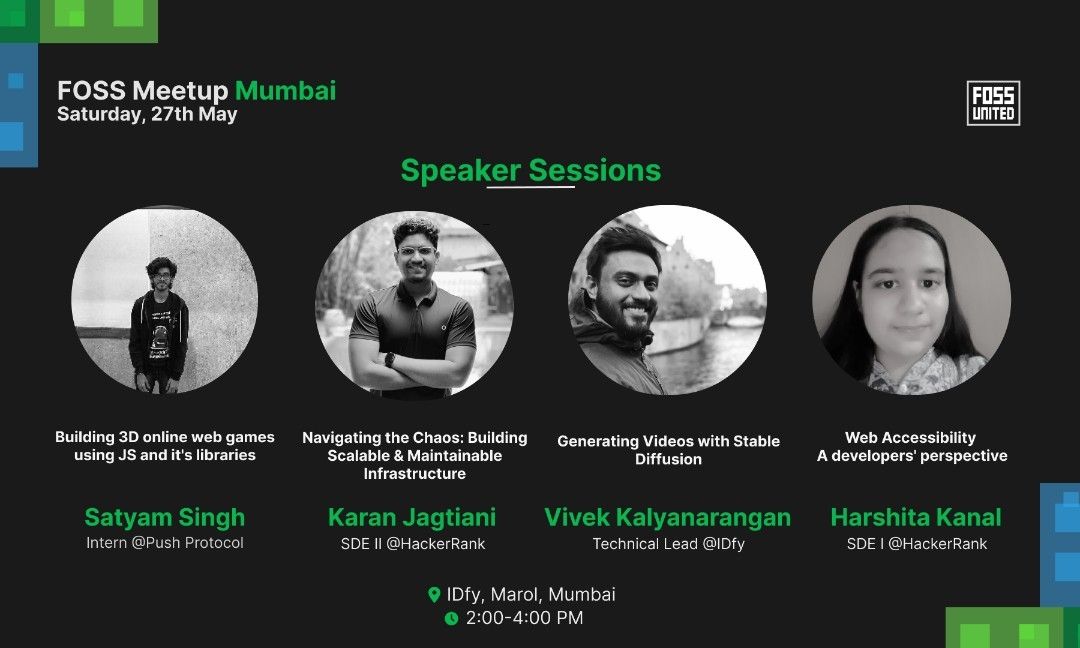 FOSS Meetup Mumbai
Saturday, 27th May
FOSS
UNITED
Speaker Sessions
Building 3D online web games
using JS and it's libraries
Satyam Singh
Intern @Push Protocol
Navigating the Chaos: Building
Scalable & Maintainable
Infrastructure
Karan Jagtiani
SDE II @HackerRank
Generating Videos with Stable
Diffusion
Vivek Kalyanarangan
Technical Lead @IDfy
Web Accessibility
A developers' perspective
Harshita Kanal
SDE I @HackerRank
IDfy, Marol, Mumbai
2:00-4:00 PM